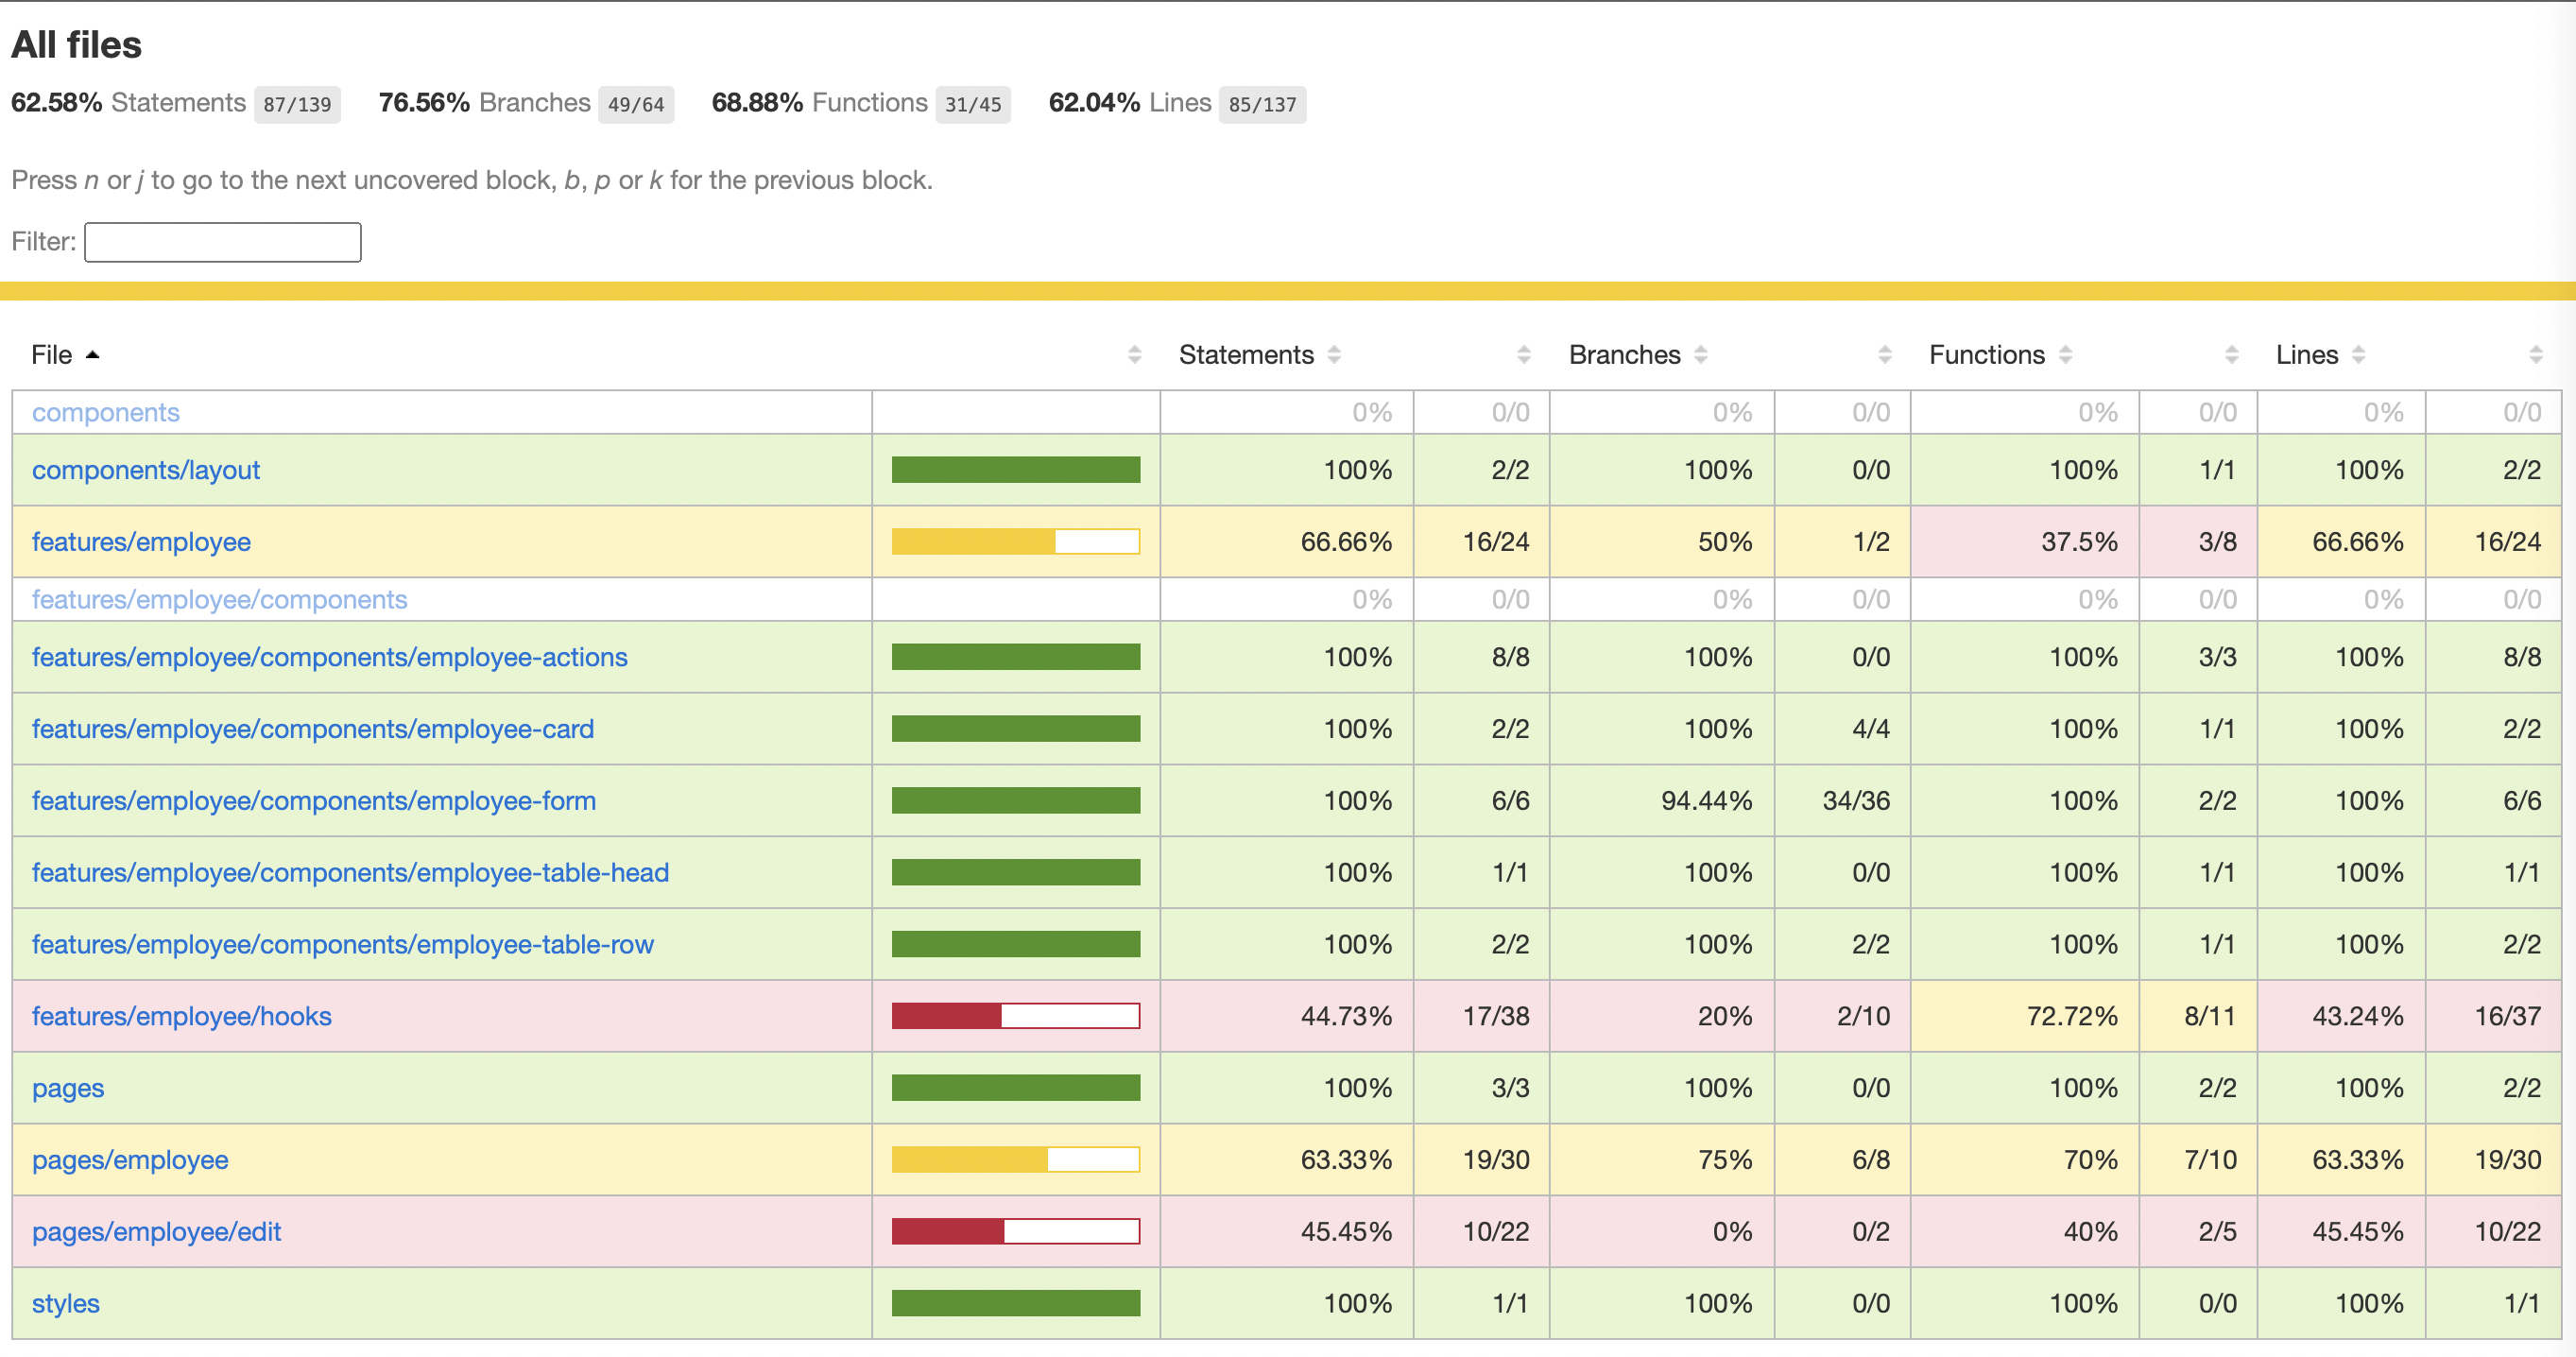 All files
62.58% Statements 87/139 76.56% Branches 49/64 68.88% Functions 31/45 62.04% Lines 85/137
Press n or j to go to the next uncovered block, b, p or k for the previous block.
Filter:
File Statements Branches Functions Lines
components 0% 0/0 0% 0/0 0% 0/0 0% 0/0
components/layout 100% 2/2 100% 0/0 100% 1/1 100% 2/2
features/employee 66.66% 16/24 50% 1/2 37.5% 3/8 66.66% 16/24
features/employee/components 0% 0/0 0% 0/0 0% 0/0 0% 0/0
features/employee/components/employee-actions 100% 8/8 100% 0/0 100% 3/3 100% 8/8
features/employee/components/employee-card 100% 2/2 100% 4/4 100% 1/1 100% 2/2
features/employee/components/employee-form 100% 6/6 94.44% 34/36 100% 2/2 100% 6/6
features/employee/components/employee-table-head 100% 1/1 100% 0/0 100% 1/1 100% 1/1
features/employee/components/employee-table-row 100% 2/2 100% 2/2 100% 1/1 100% 2/2
features/employee/hooks 44.73% 17/38 20% 2/10 72.72% 8/11 43.24% 16/37
pages 100% 3/3 100% 0/0 100% 2/2 100% 2/2
pages/employee 63.33% 19/30 75% 6/8 70% 7/10 63.33% 19/30
pages/employee/edit 45.45% 10/22 0% 0/2 40% 2/5 45.45% 10/22
styles 100% 1/1 100% 0/0 100% 0/0 100% 1/1